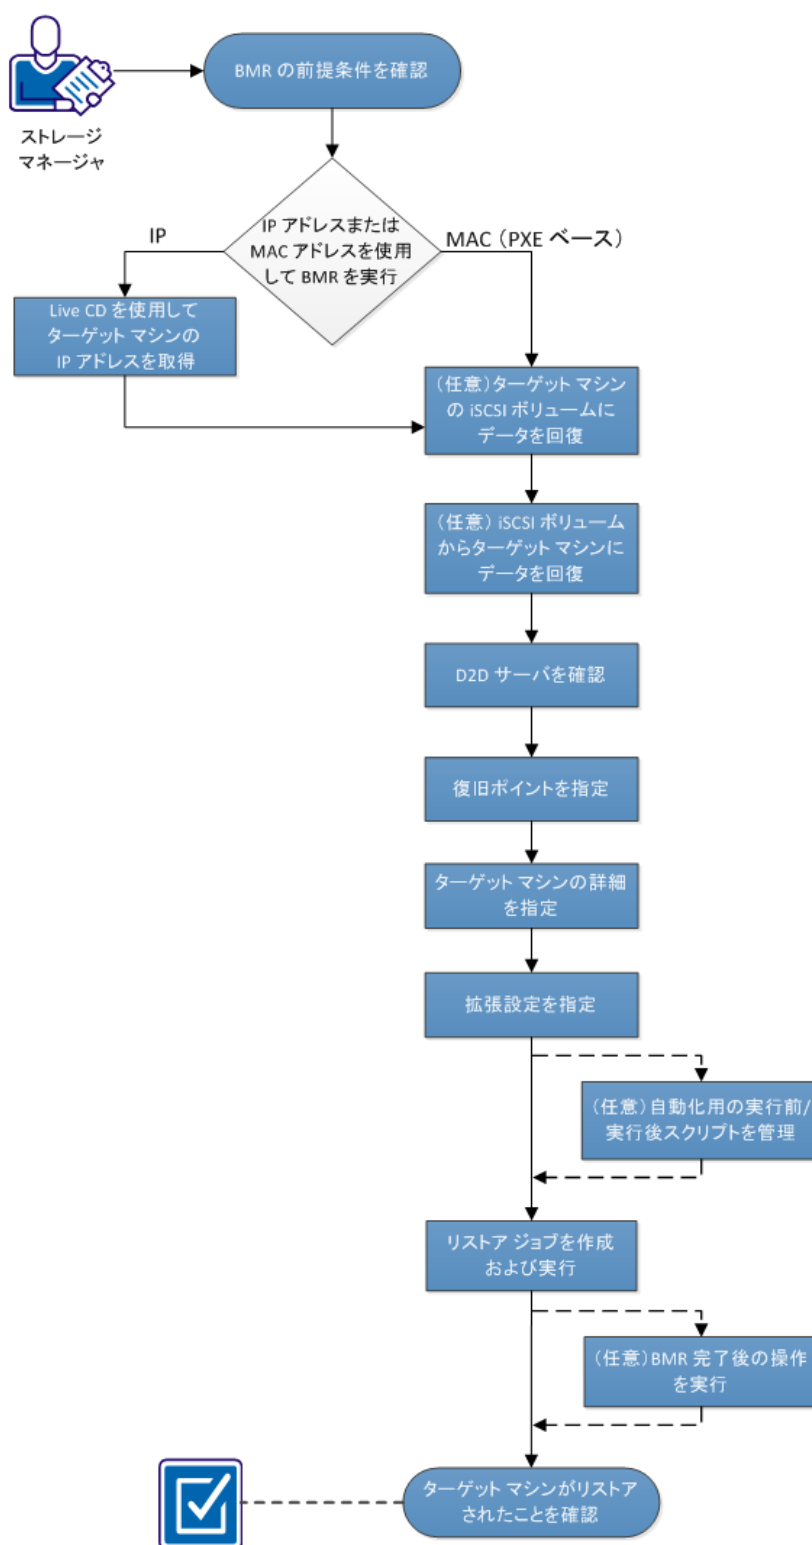 BMR の前提条件を確認
ストレージ
マネージャ
IP アドレスまたは
MAC アドレスを使用
して BMR を実行
IP
MAC (PXE ベース)
Live CD を使用して
ターゲット マシンの
IP アドレスを取得
(任意)ターゲット マシン
の iSCSI ボリュームに
データを回復
(任意) iSCSI ボリューム
からターゲット マシンに
データを回復
D2D サーバを確認
復旧ポイントを指定
ターゲット マシンの詳細
を指定
拡張設定を指定
(任意)自動化用の実行前/
実行後スクリプトを管理
リストア ジョブを作成
および実行
(任意)BMR 完了後の操作
を実行
ターゲット マシンがリストア
されたことを確認